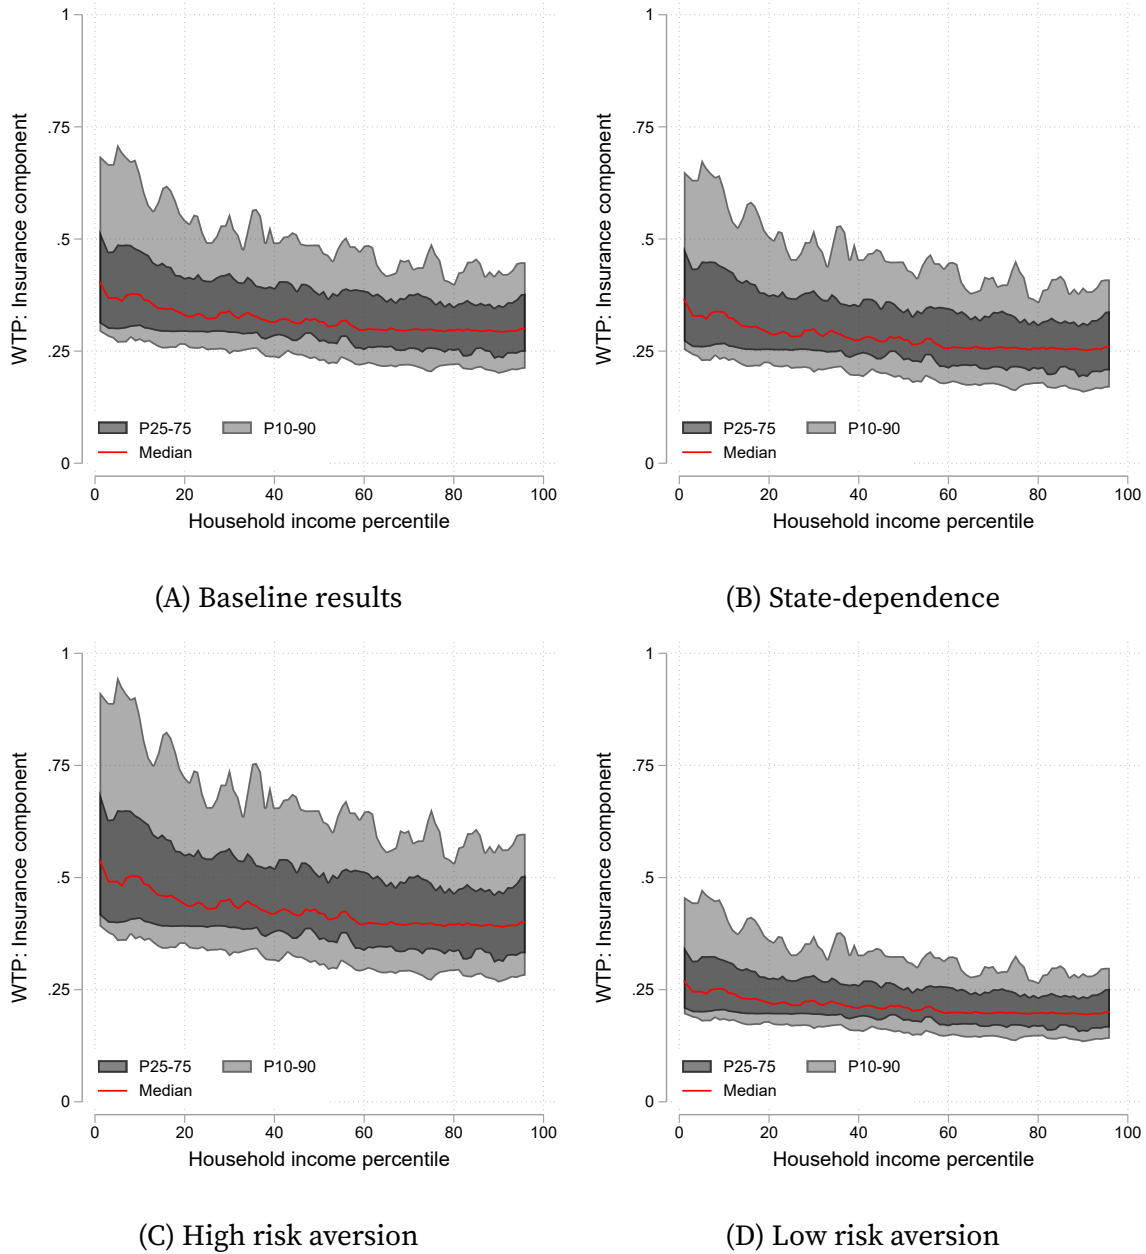 WTP: Insurance component
1
.75
.5
.25
0
P25-75
P10-90
Median
0 20 40 60 80 100
Household income percentile
(A) Baseline results
WTP: Insurance component
1
.75
.5
.25
0
P25-75
P10-90
Median
0 20 40 60 80 100
Household income percentile
(B) State-dependence
WTP: Insurance component
1
.75
.5
.25
0
P25-75
P10-90
Median
0 20 40 60 80 100
Household income percentile
(C) High risk aversion
WTP: Insurance component
1
.75
.5
.25
0
P25-75
P10-90
Median
0 20 40 60 80 100
Household income percentile
(D) Low risk aversion